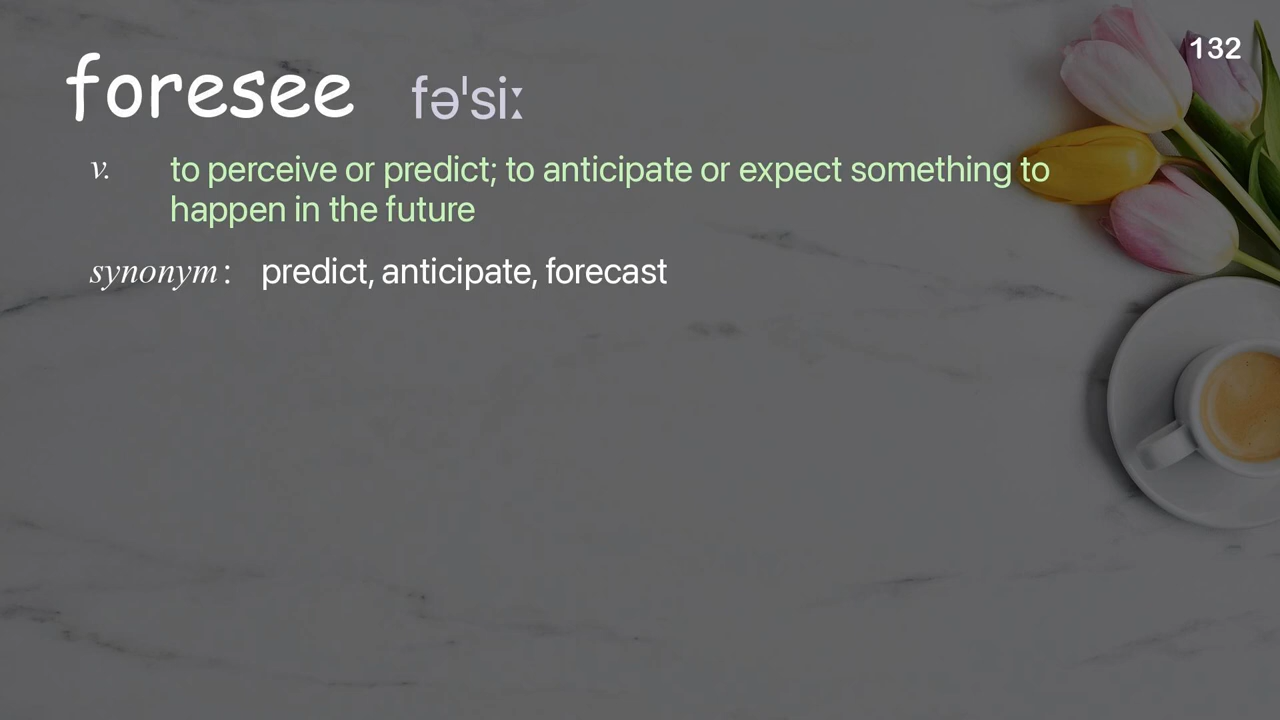 132
foresee fəˈsiː
v. to perceive or predict; to anticipate or expect something to
happen in the future
synonym : predict, anticipate, forecast